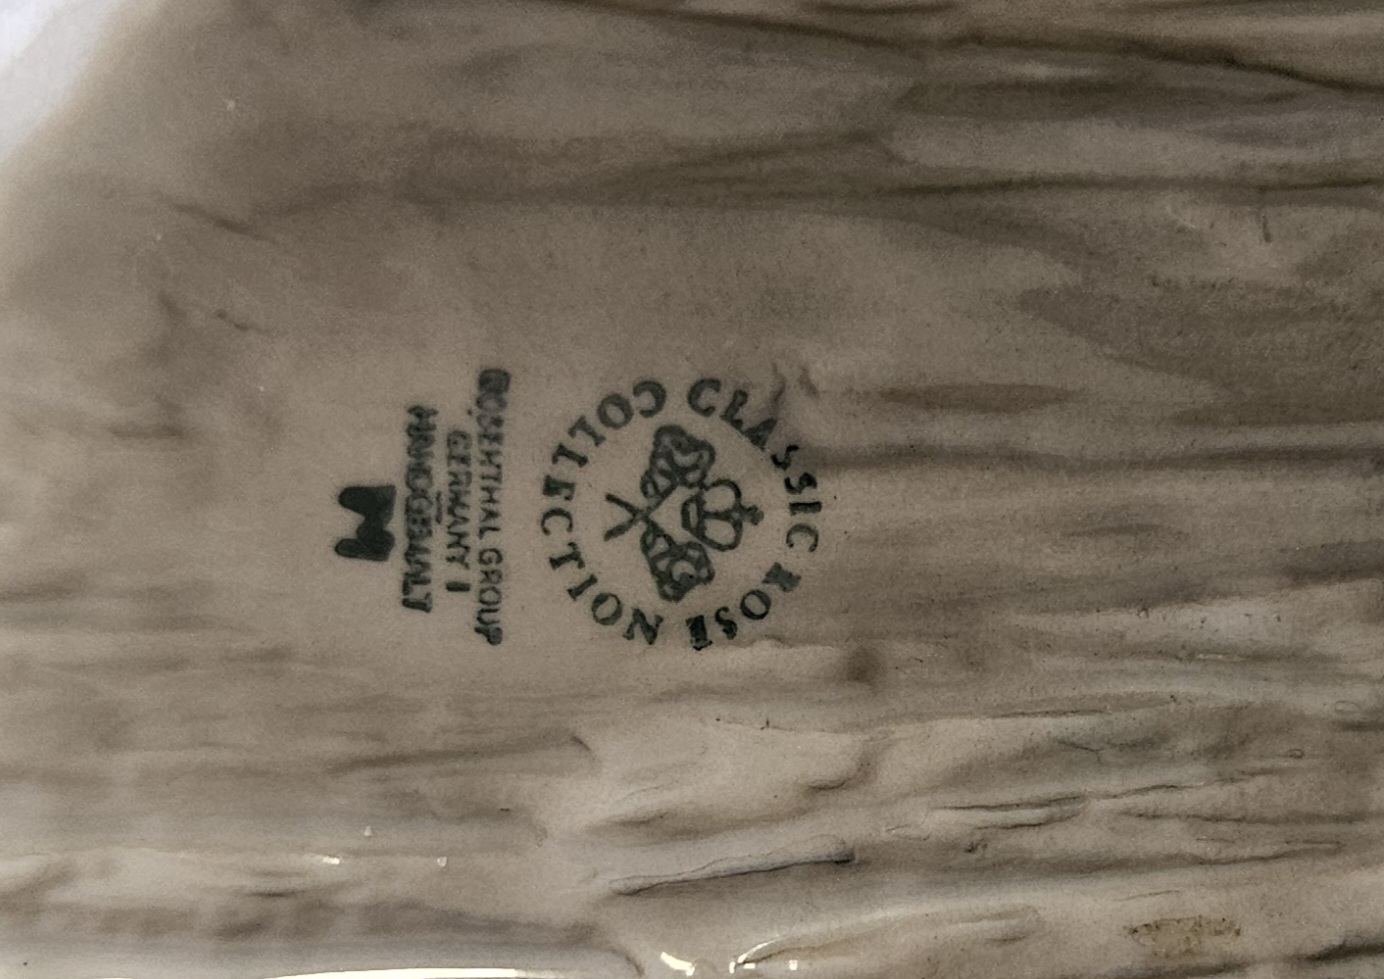 CLASSIC ROSE COLLECTION
ROSENTHAL GROUP
GERMANY
HANDGEMALT